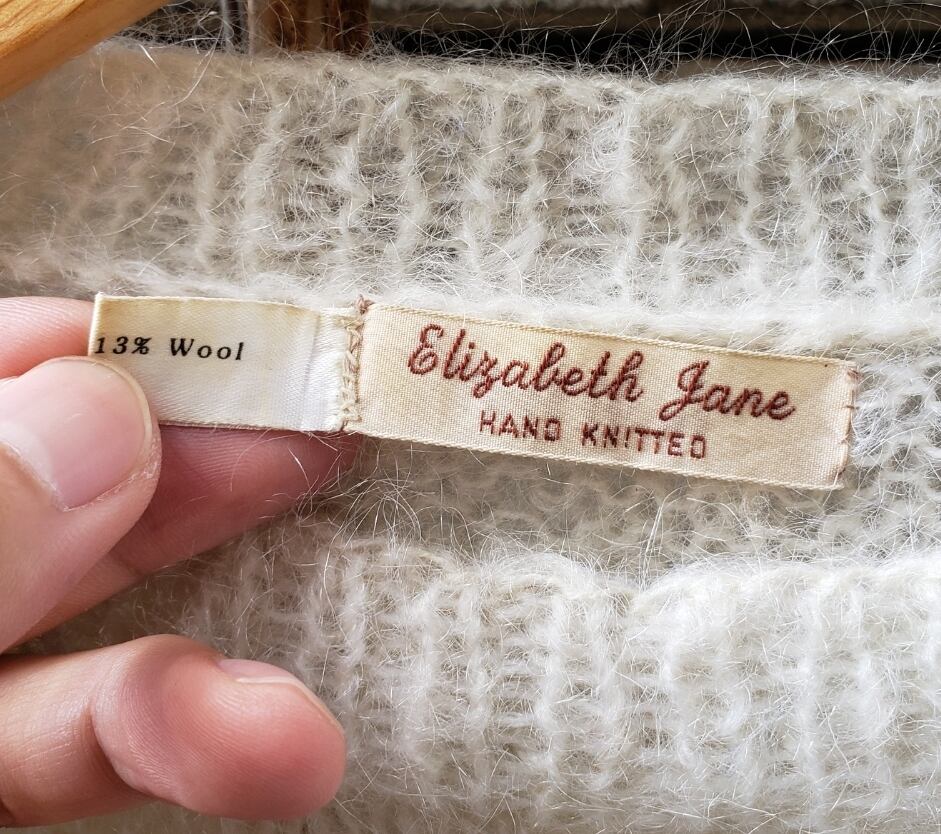 13% Wool
Elizabeth Jane
HAND KNITTED